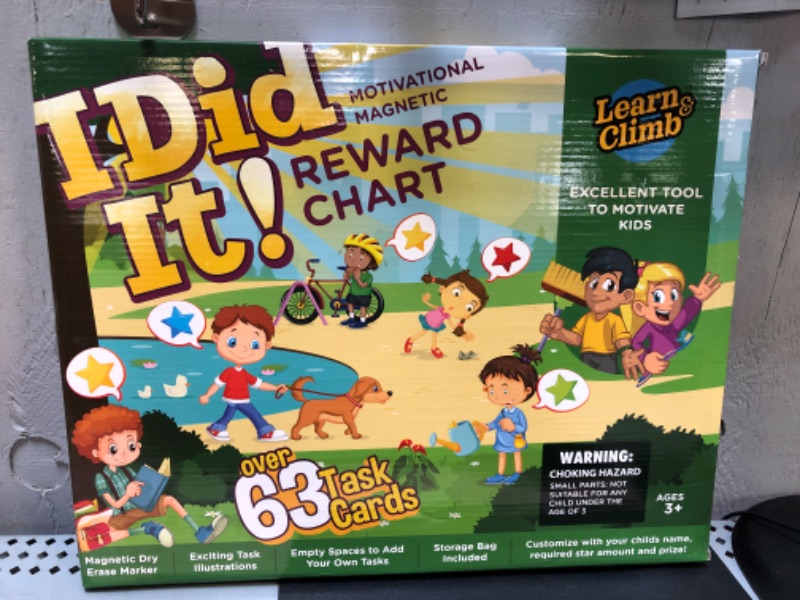 I Did
It!
MOTIVATIONAL
MAGNETIC
REWARD
CHART
Learn &
Climb
EXCELLENT TOOL
TO MOTIVATE
KIDS
over
63 Task
Cards
WARNING:
CHOKING HAZARD
SMALL PARTS: NOT
SUITABLE FOR ANY
CHILD UNDER THE
AGE OF 3
AGES
3+
Magnetic Dry
Erase Marker
Exciting Task
Illustrations
Empty Spaces to Add
Your Own Tasks
Storage Bag
Included
Customize with your childs name,
required star amount and prize!